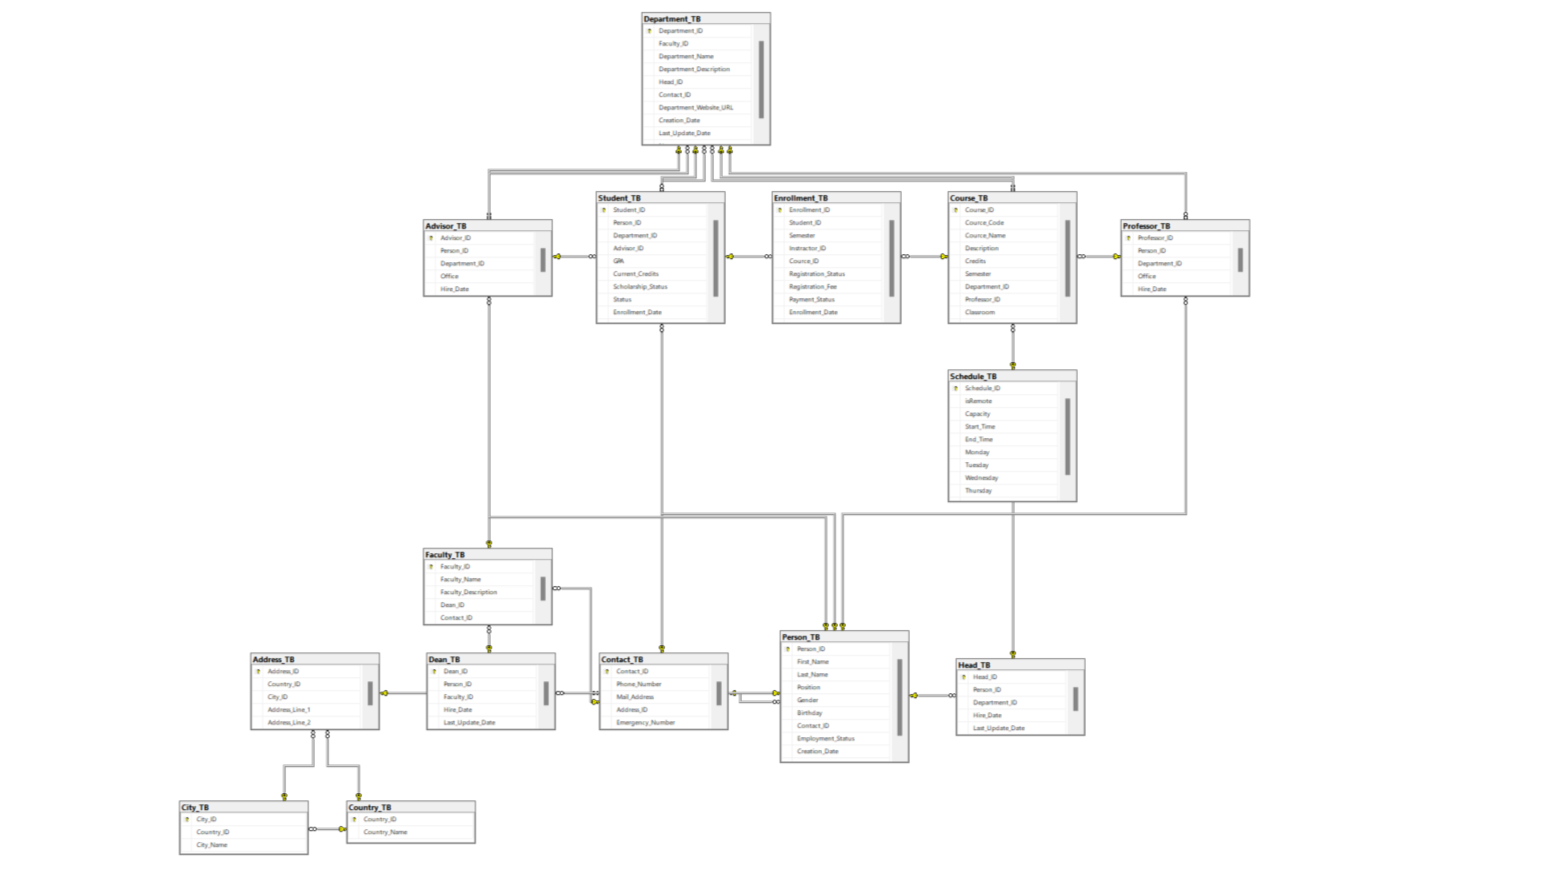 Department_TB
Department_ID
Faculty_ID
Department_Name
Department_Description
Head_ID
Contact_ID
Department_Website_URL
Creation_Date
Last_Update_Date
Advisor_TB
Advisor_ID
Person_ID
Department_ID
Office
Hire_Date
Student_TB
Student_ID
Person_ID
Department_ID
Advisor_ID
GPA
Current_Credits
Scholarship_Status
Status
Enrollment_Date
Enrollment_TB
Enrollment_ID
Student_ID
Semester
Instructor_ID
Cource_ID
Registration_Status
Registration_Fee
Payment_Status
Enrollment_Date
Course_TB
Course_ID
Cource_Code
Cource_Name
Description
Credits
Semester
Department_ID
Professor_ID
Classroom
Professor_TB
Professor_ID
Person_ID
Department_ID
Office
Hire_Date
Schedule_TB
Schedule_ID
isRemote
Capacity
Start_Time
End_Time
Monday
Tuesday
Wednesday
Thursday
Faculty_TB
Faculty_ID
Faculty_Name
Faculty_Description
Dean_ID
Contact_ID
Address_TB
Address_ID
Country_ID
City_ID
Address_Line_1
Address_Line_2
Dean_TB
Dean_ID
Person_ID
Faculty_ID
Hire_Date
Last_Update_Date
Contact_TB
Contact_ID
Phone_Number
Mail_Address
Address_ID
Emergency_Number
Person_TB
Person_ID
First_Name
Last_Name
Position
Gender
Birthday
Contact_ID
Employment_Status
Creation_Date
Head_TB
Head_ID
Person_ID
Department_ID
Hire_Date
Last_Update_Date
City_TB
City_ID
Country_ID
City_Name
Country_TB
Country_ID
Country_Name